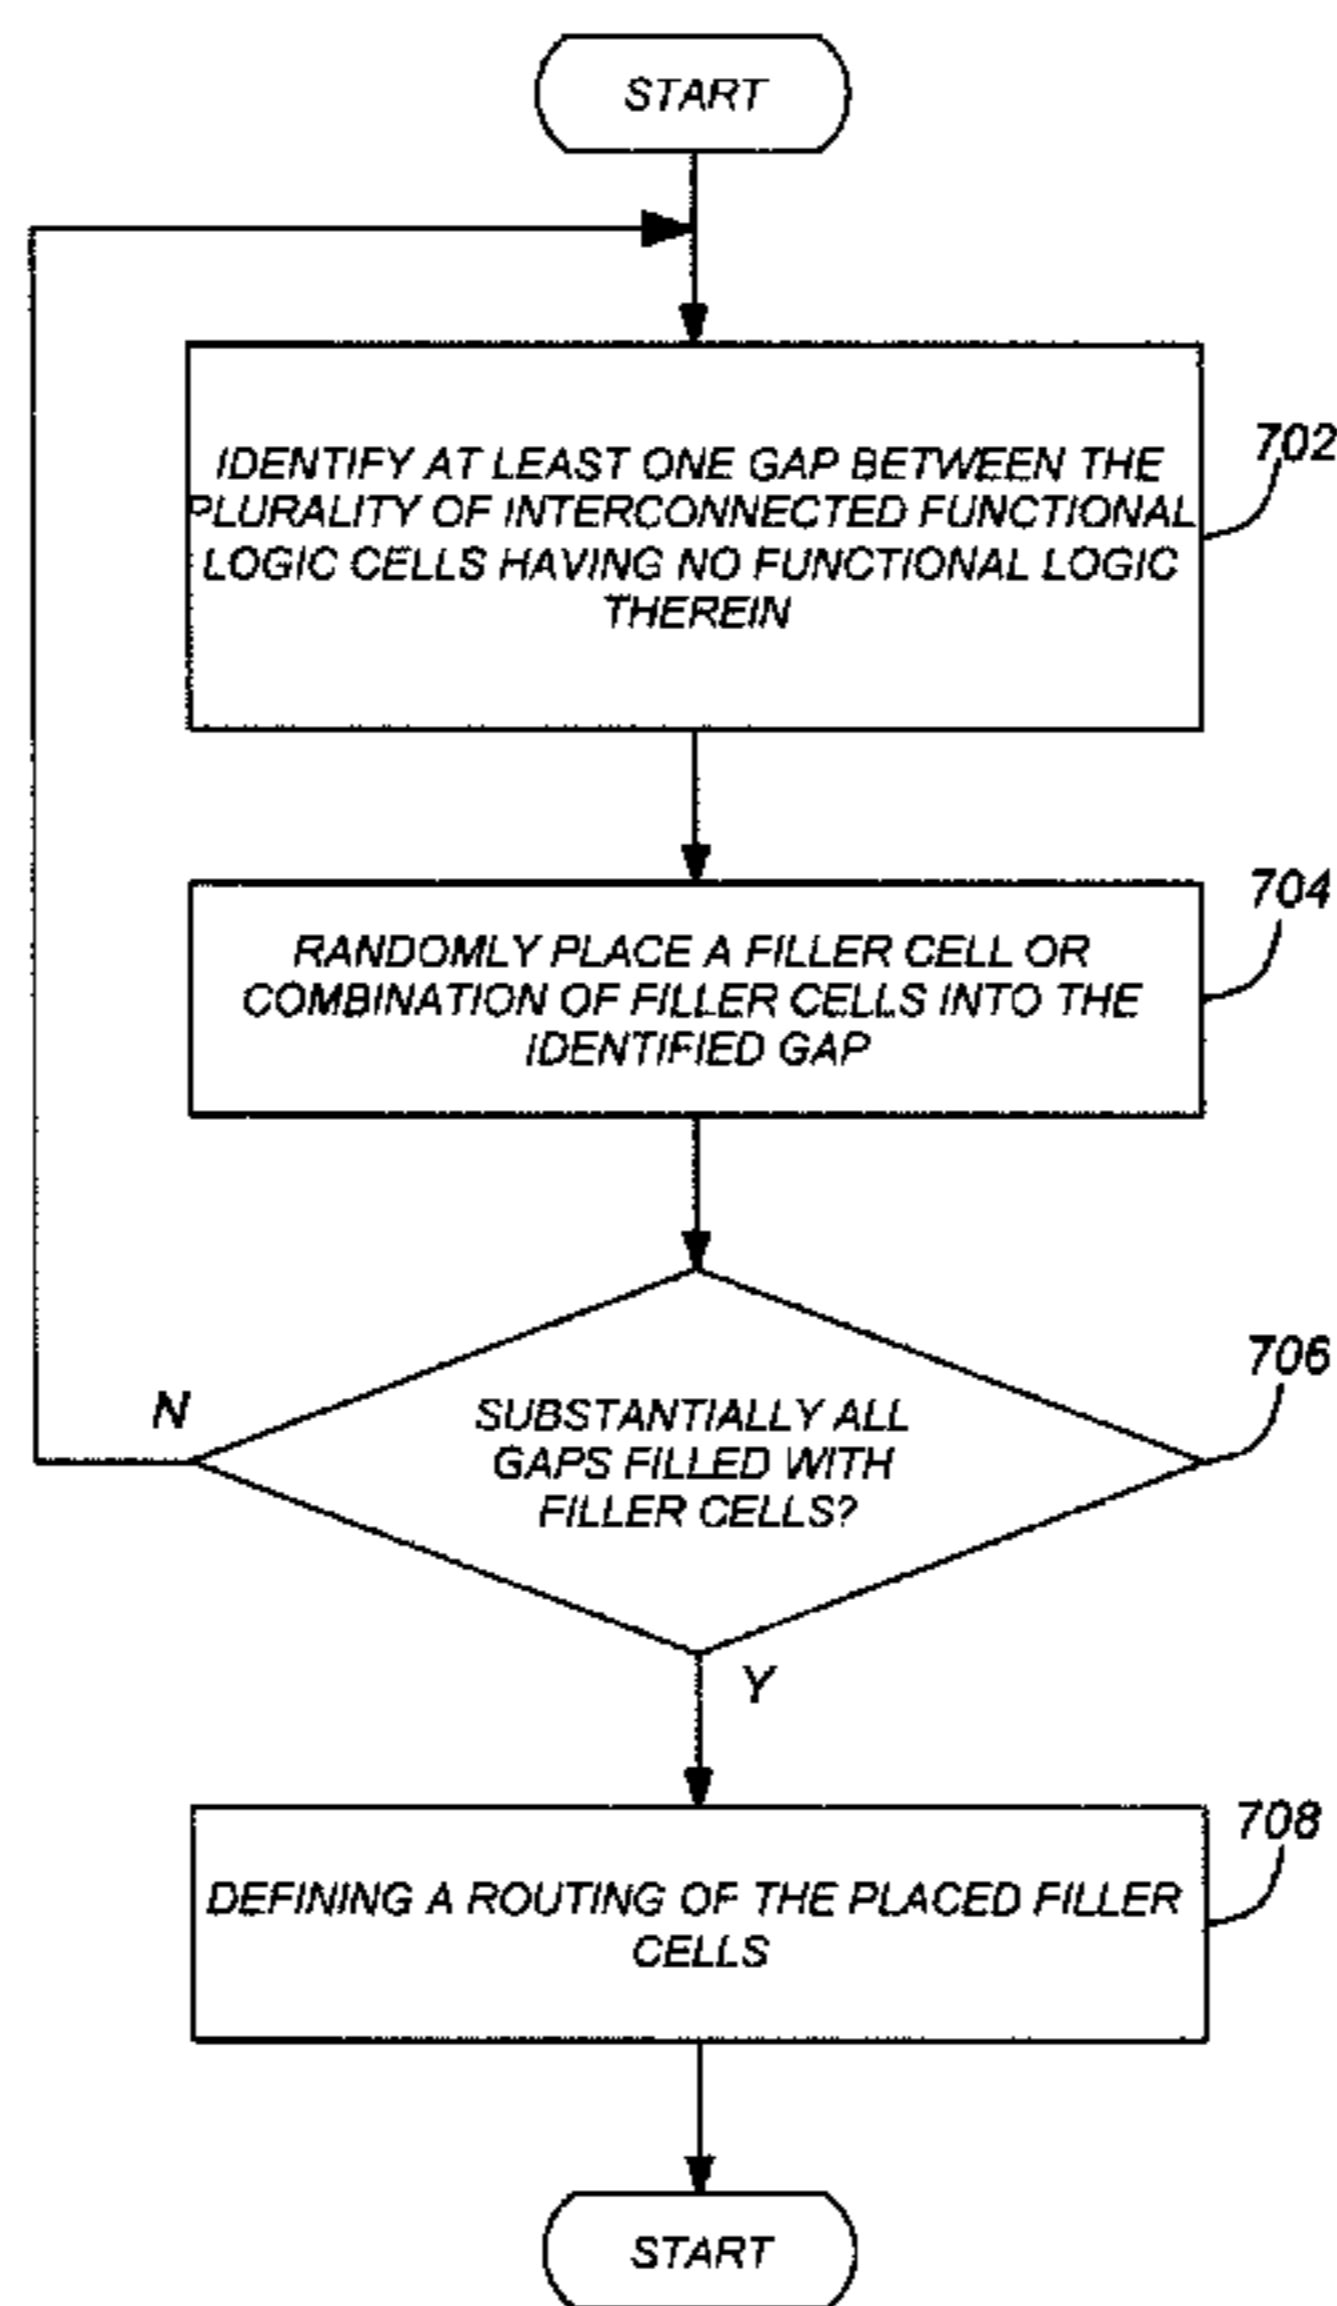 START
IDENTIFY AT LEAST ONE GAP BETWEEN THE
PLURALITY OF INTERCONNECTED FUNCTIONAL
LOGIC CELLS HAVING NO FUNCTIONAL LOGIC
THEREIN
702
RANDOMLY PLACE A FILLER CELL OR
COMBINATION OF FILLER CELLS INTO THE
IDENTIFIED GAP
704
SUBSTANTIALLY ALL
GAPS FILLED WITH
FILLER CELLS?
706
N
Y
DEFINING A ROUTING OF THE PLACED FILLER
CELLS
708
START